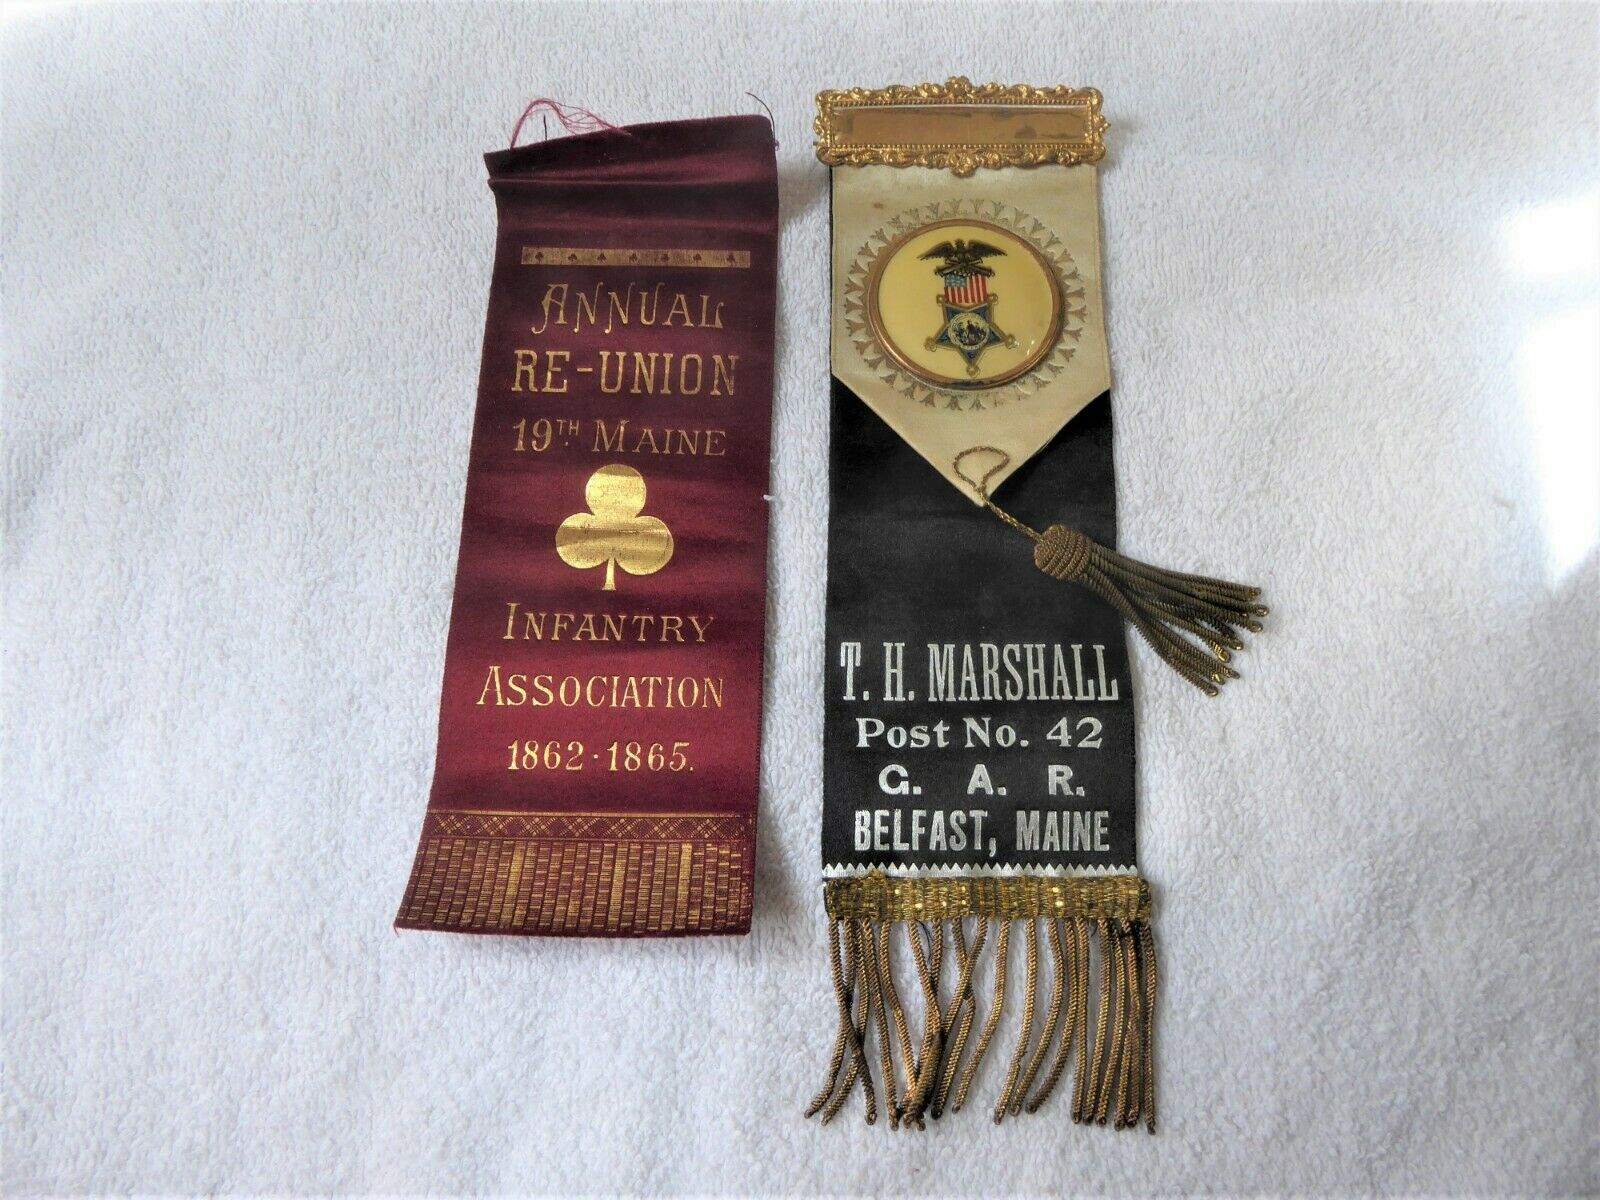 ANNUAL
RE-UNION
19TH MAINE
INFANTRY
ASSOCIATION
1862·1865.
T. H. MARSHALL
Post No. 42
G. A. R.
BELFAST, MAINE